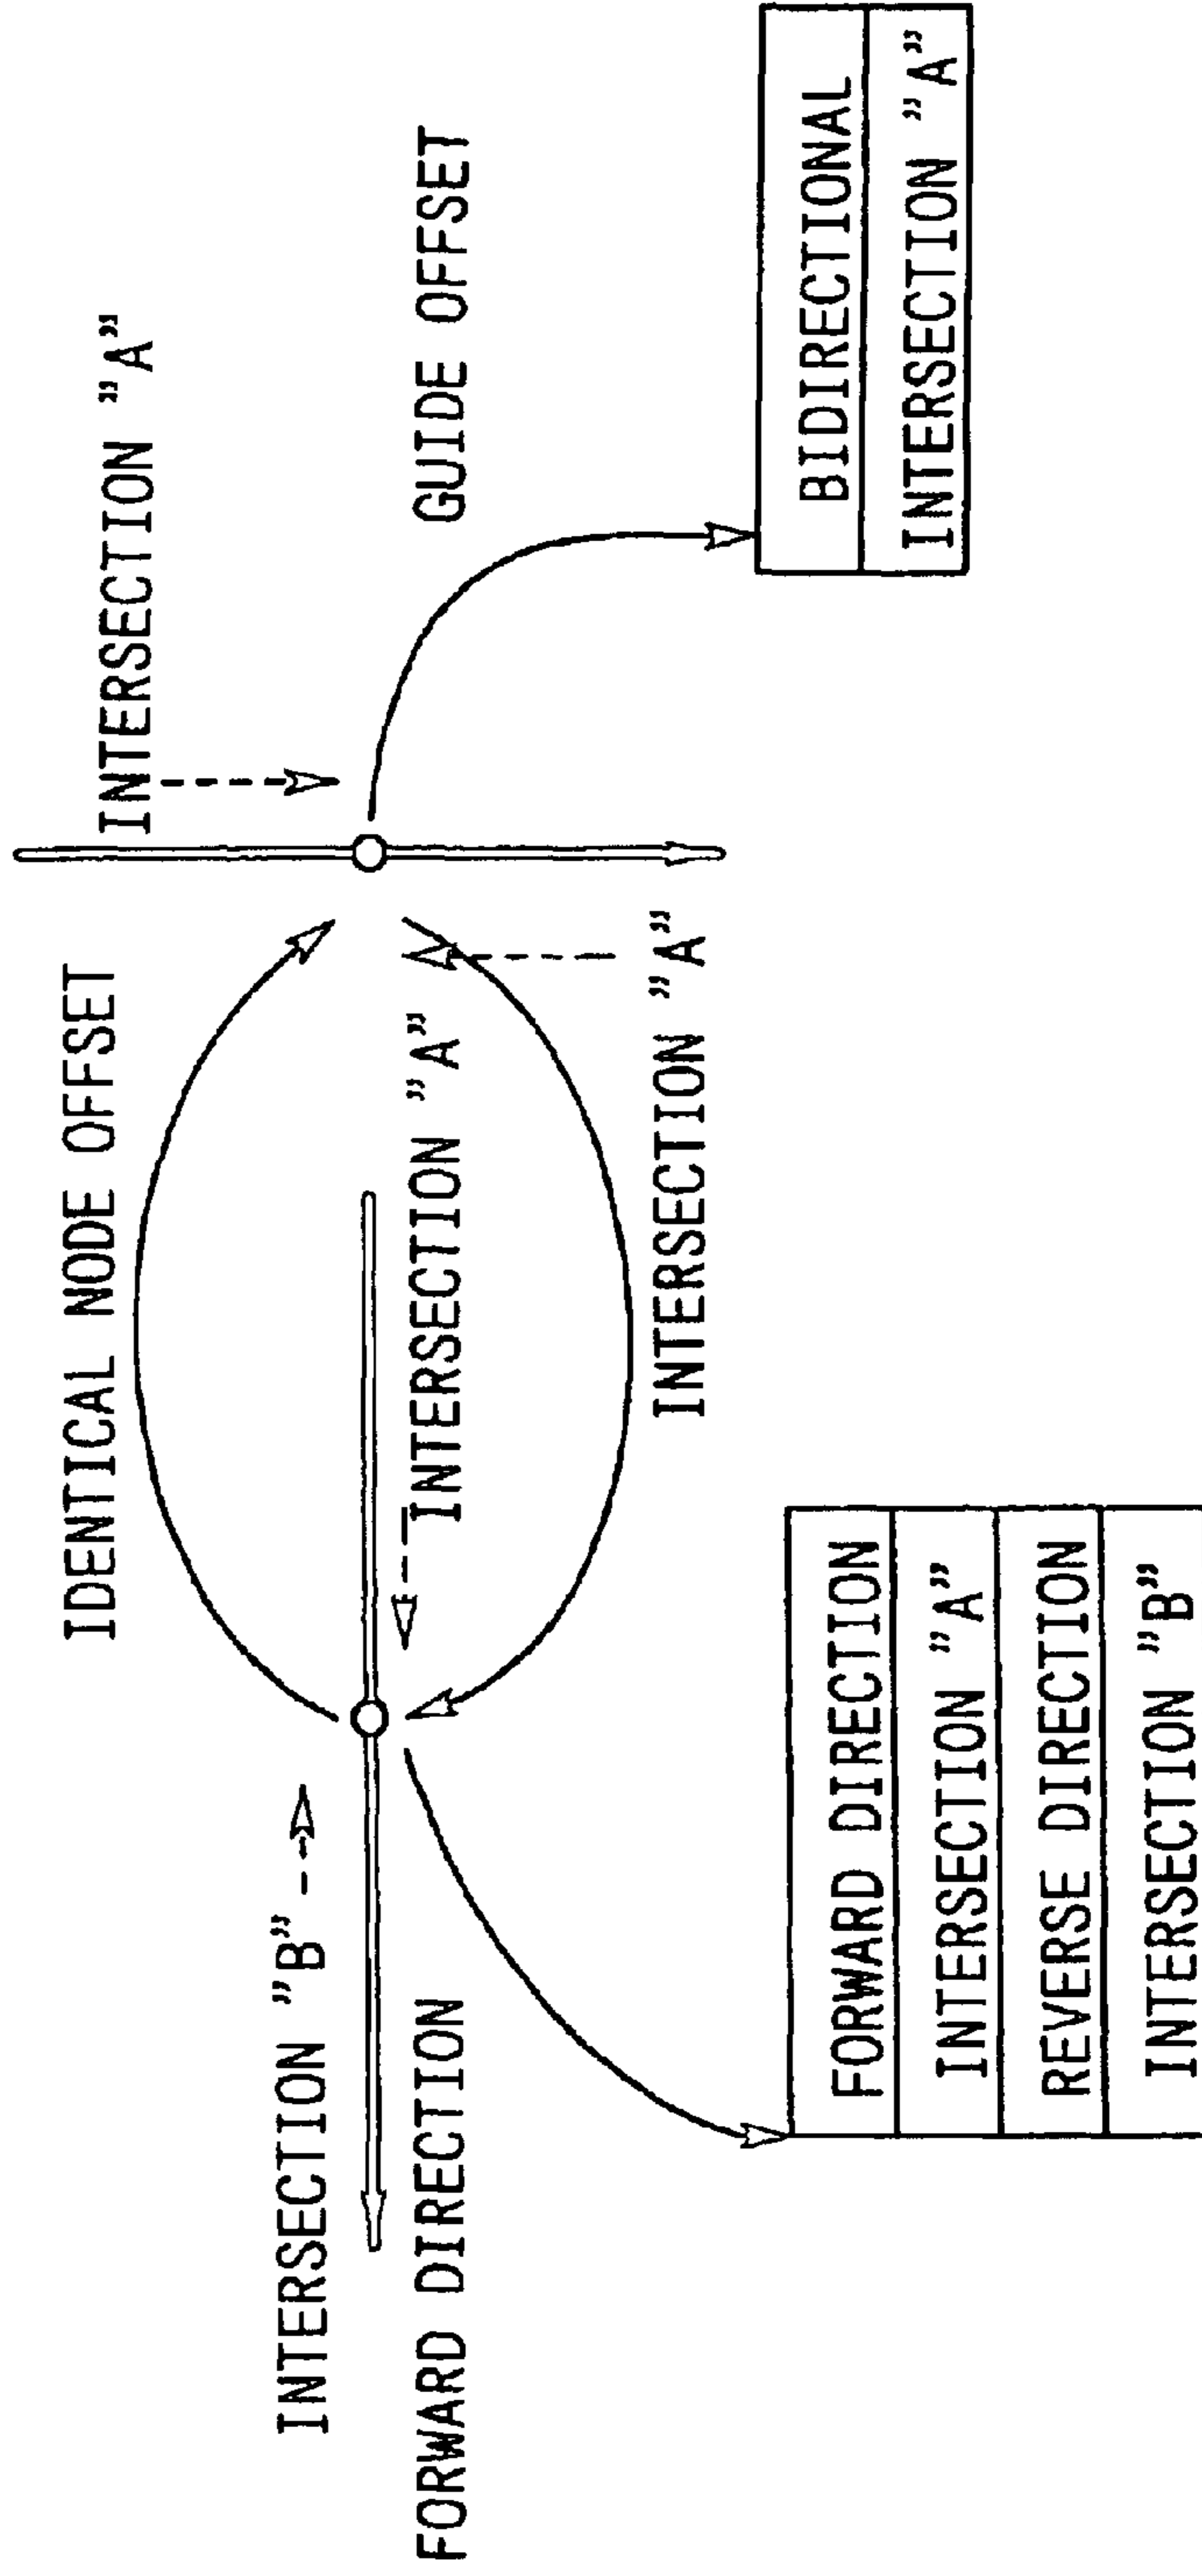 INTERSECTION "B"
FORWARD DIRECTION
IDENTICAL NODE OFFSET
INTERSECTION "A"
INTERSECTION "A"
INTERSECTION "A"
GUIDE OFFSET
FORWARD DIRECTION
INTERSECTION "A"
REVERSE DIRECTION
INTERSECTION "B"
BIDIRECTIONAL
INTERSECTION "A"